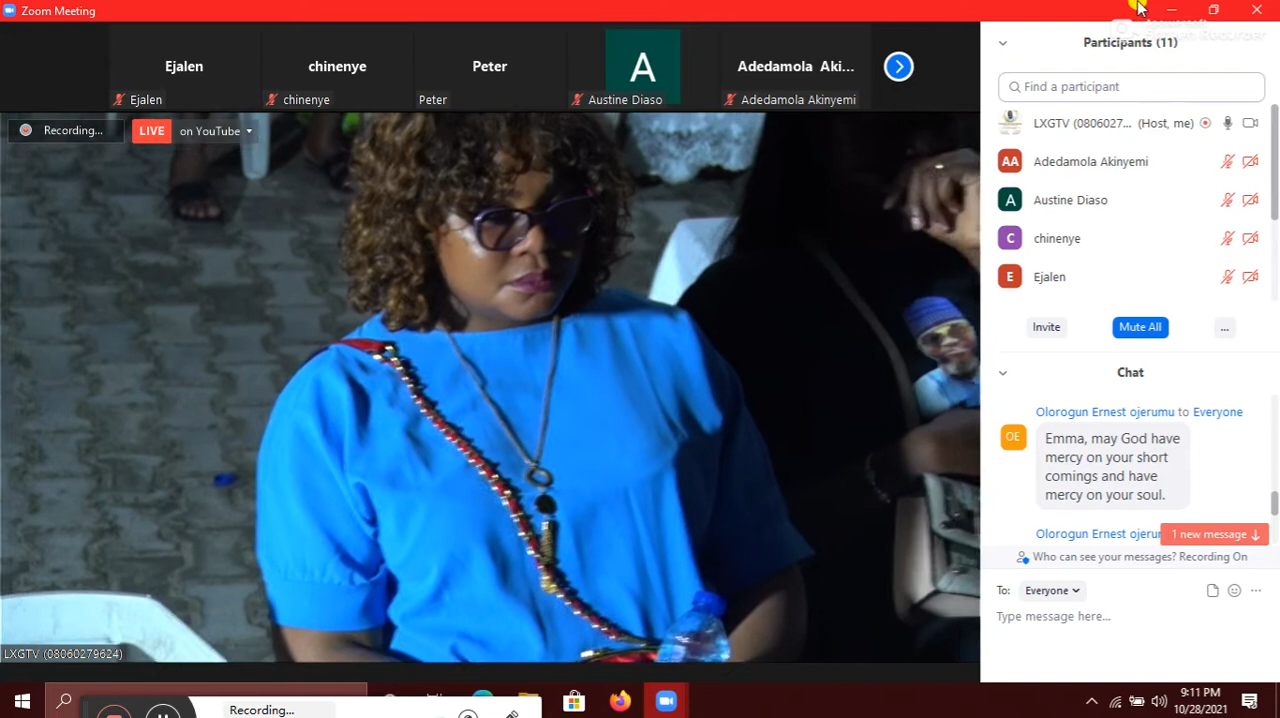 Zoom Meeting
Participants (11)
Ejalen
chinenye
Peter
A
Adedamola Aki...
Ejalen
chinenye
Peter
Austine Diaso
Adedamola Akinyemi
Recording...
LIVE
on YouTube
LXGTV (08060279624)
Find a participant
LXGTV (0806027... (Host, me)
AA
Adedamola Akinyemi
A
Austine Diaso
C
chinenye
E
Ejalen
Invite
Mute All
...
Chat
Olorogun Ernest ojerumu to Everyone
OE
Emma, may God have
mercy on your short
comings and have
mercy on your soul.
Olorogun Ernest ojeru
1 new message
Who can see your messages? Recording On
To:
Everyone
Type message here...
Recording...
9:11 PM
10/28/2021